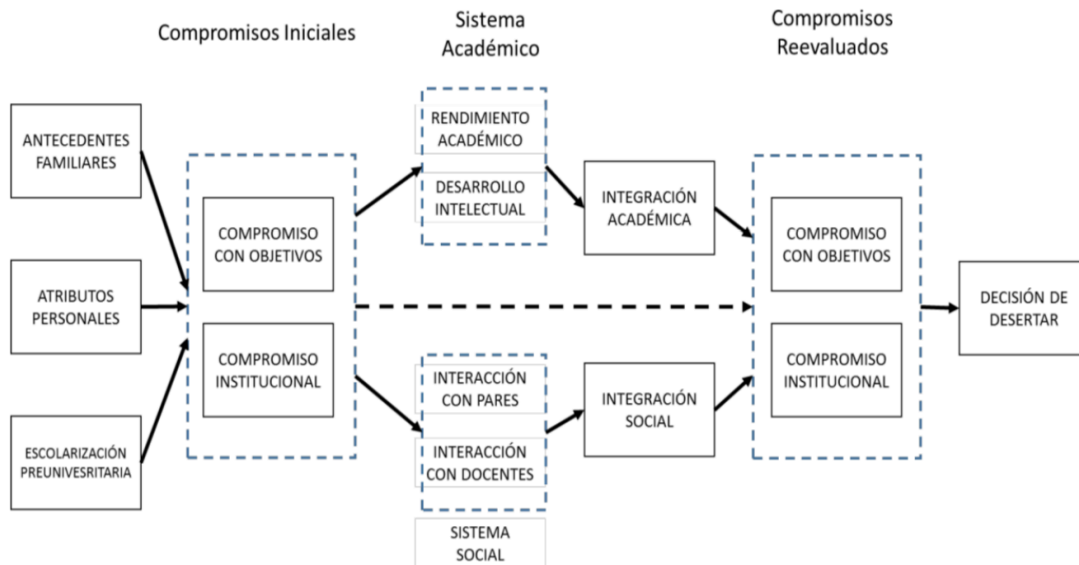 Compromisos Iniciales
Sistema
Académico
Compromisos
Reevaluados
ANTECEDENTES
FAMILIARES
ATRIBUTOS
PERSONALES
ESCOLARIZACIÓN
PREUNIVESRITARIA
COMPROMISO
CON OBJETIVOS
COMPROMISO
INSTITUCIONAL
RENDIMIENTO
ACADÉMICO
DESARROLLO
INTELECTUAL
INTERACCIÓN
CON PARES
INTERACCIÓN
CON DOCENTES
SISTEMA
SOCIAL
INTEGRACIÓN
ACADÉMICA
INTEGRACIÓN
SOCIAL
COMPROMISO
CON OBJETIVOS
COMPROMISO
INSTITUCIONAL
DECISIÓN DE
DESERTAR